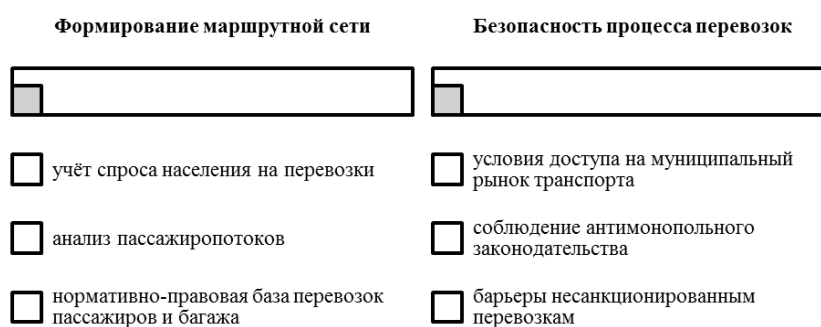 Формирование маршрутной сети
Безопасность процесса перевозок
учёт спроса населения на перевозки
условия доступа на муниципальный
рынок транспорта
анализ пассажиропотоков
соблюдение антимонопольного
законодательства
нормативно-правовая база перевозок
пассажиров и багажа
барьеры несанкционированным
перевозкам